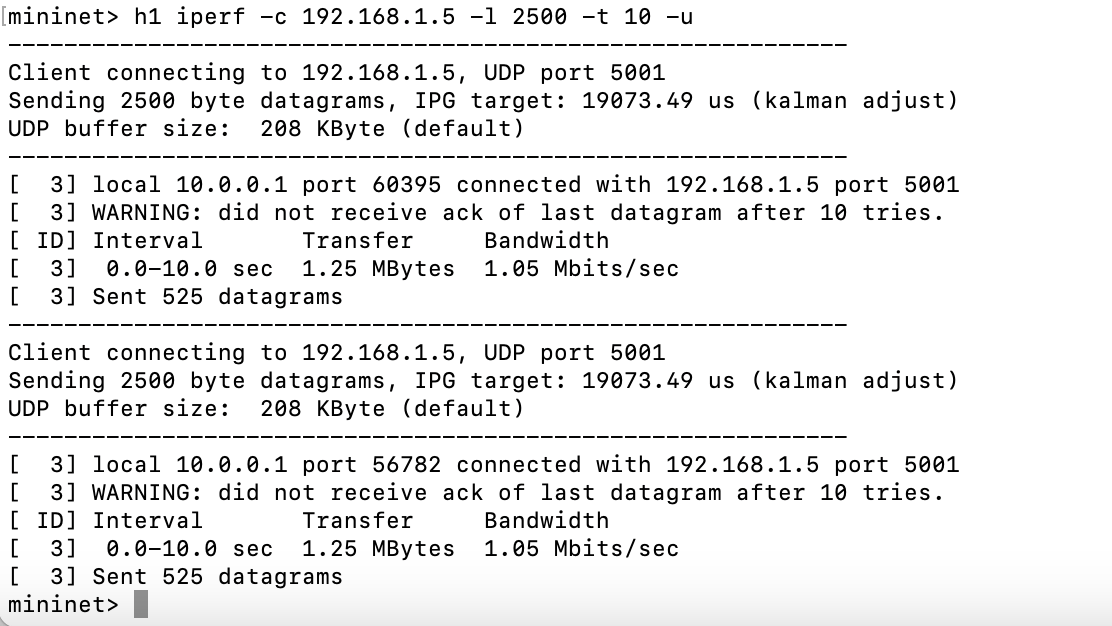 [mininet> h1 iperf -c 192.168.1.5 -l 2500 -t 10 -u
------------------------------------------------------------
Client connecting to 192.168.1.5, UDP port 5001
Sending 2500 byte datagrams, IPG target: 19073.49 us (kalman adjust)
UDP buffer size:  208 KByte (default)
------------------------------------------------------------
[  3] local 10.0.0.1 port 60395 connected with 192.168.1.5 port 5001
[  3] WARNING: did not receive ack of last datagram after 10 tries.
[ ID] Interval       Transfer     Bandwidth
[  3]  0.0-10.0 sec  1.25 MBytes  1.05 Mbits/sec
[  3] Sent 525 datagrams
------------------------------------------------------------
Client connecting to 192.168.1.5, UDP port 5001
Sending 2500 byte datagrams, IPG target: 19073.49 us (kalman adjust)
UDP buffer size:  208 KByte (default)
------------------------------------------------------------
[  3] local 10.0.0.1 port 56782 connected with 192.168.1.5 port 5001
[  3] WARNING: did not receive ack of last datagram after 10 tries.
[ ID] Interval       Transfer     Bandwidth
[  3]  0.0-10.0 sec  1.25 MBytes  1.05 Mbits/sec
[  3] Sent 525 datagrams
mininet>